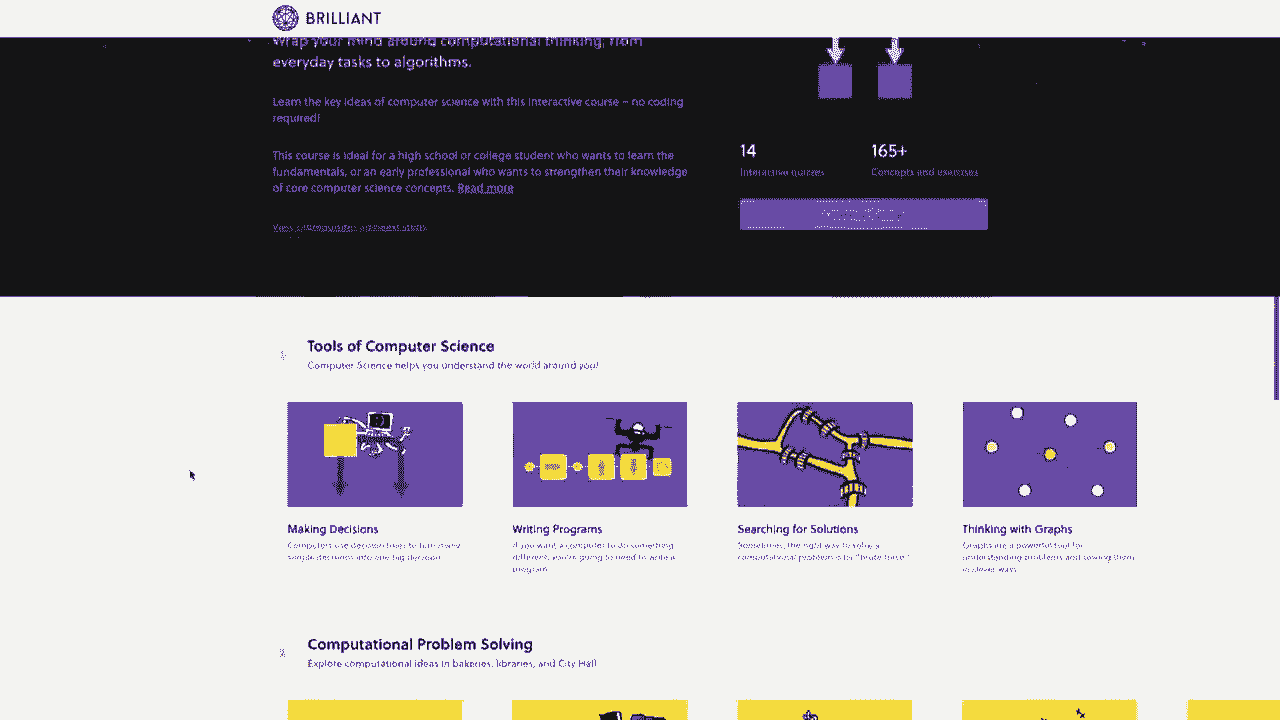 BRILLIANT
Wrap your mind around computational thinking, from
everyday tasks to algorithms.
Learn the key ideas of computer science with this interactive course – no coding
required!
This course is ideal for a high school or college student who wants to learn the
fundamentals, or an early professional who wants to strengthen their knowledge
of core computer science concepts. Read more
14
Interactive quizzes
165+
Concepts and exercises
Tools of Computer Science
Computer Science helps you understand the world around you!
Making Decisions
Computers use decision trees to turn many
simple decisions into one big decision.
Writing Programs
If you want a computer to do something
different, you're going to need to write a
program.
Searching for Solutions
Sometimes, the right way to solve a
computational problem is to "brute force."
Thinking with Graphs
Graphs are a powerful tool for
understanding problems and solving them
in clever ways.
2
Computational Problem Solving
Explore computational ideas in bakeries, libraries, and City Hall